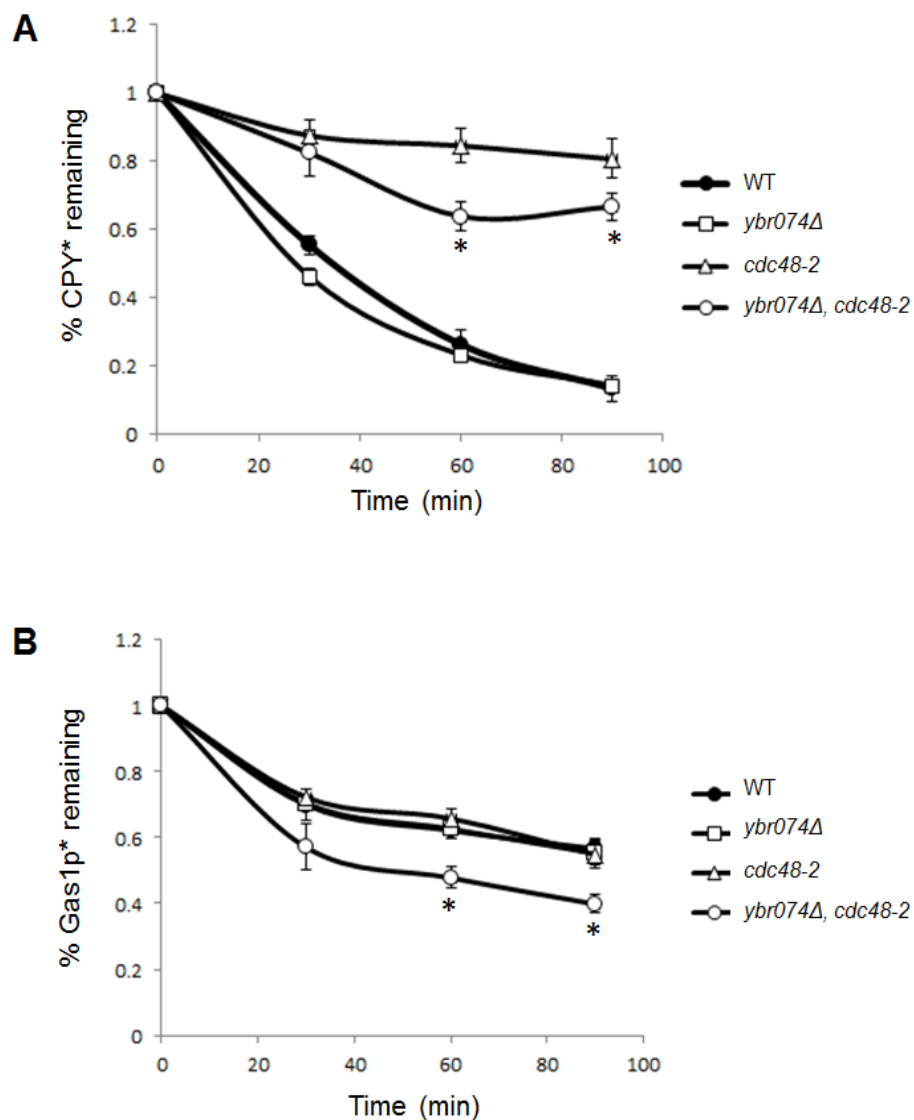 A
% CPY* remaining
1.2
1
0.8
0.6
0.4
0.2
0
*
*
0
20
40
60
80
100
Time (min)
WT
ybr074Δ
cdc48-2
ybr074Δ, cdc48-2
B
% Gas1p* remaining
1.2
1
0.8
0.6
0.4
0.2
0
*
*
0
20
40
60
80
100
Time (min)
WT
ybr074Δ
cdc48-2
ybr074Δ, cdc48-2